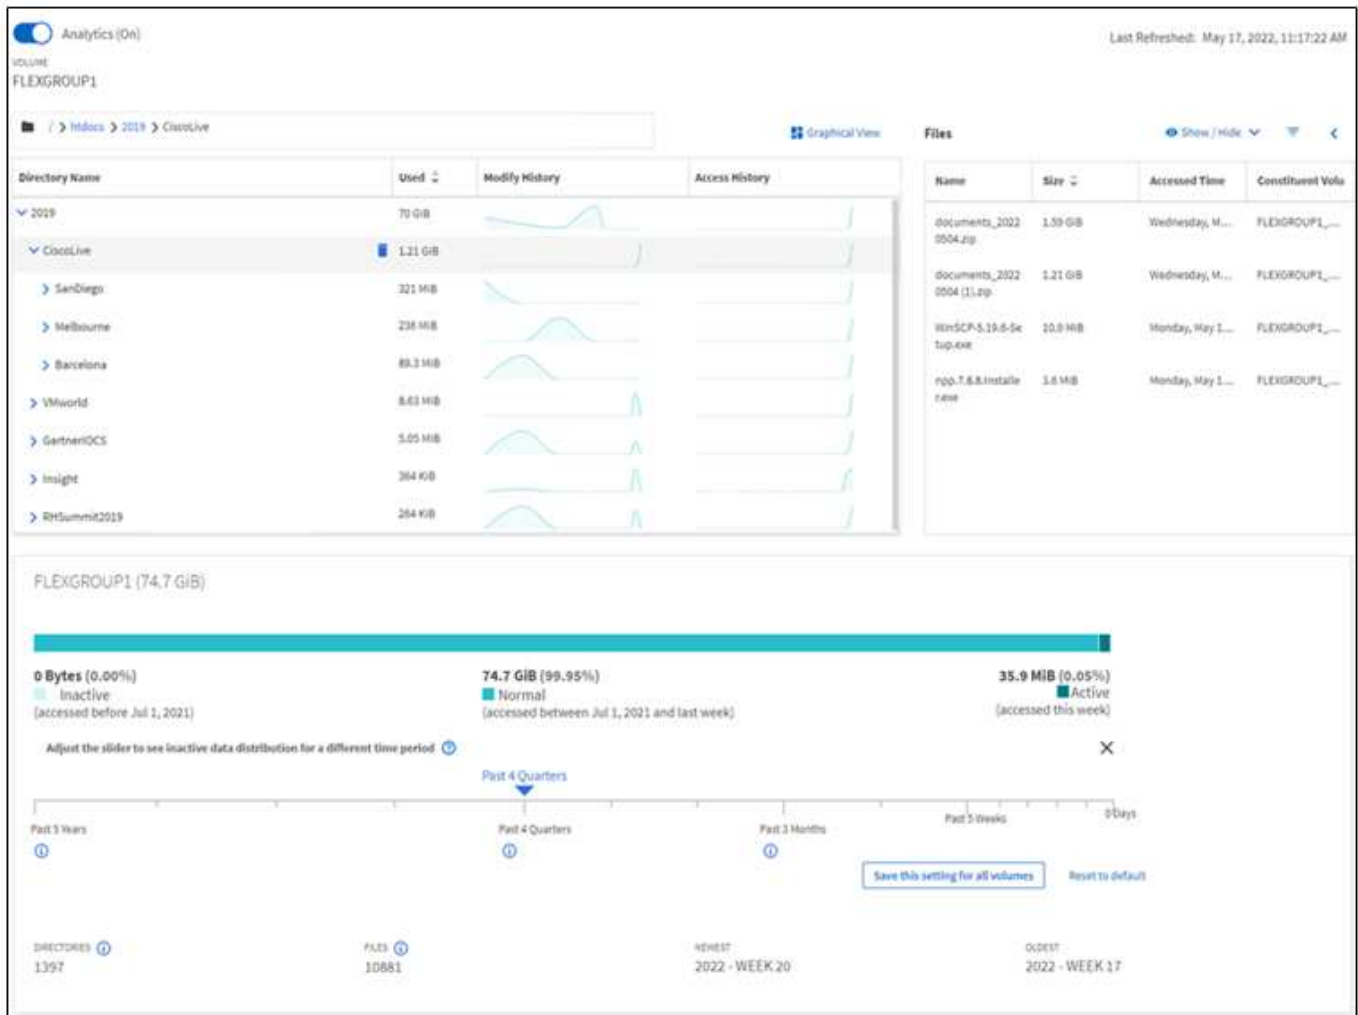 Analytics (On)
Last Refreshed: May 17, 2022, 11:17:22 AM
VOLUME
FLEXGROUP1
/ > htdocs > 2019 > CiscoLive
Graphical View
Files
Show / Hide
Directory Name Used Modify History Access History
2019 70 GiB
CiscoLive 1.21 GiB
SanDiego 321 MiB
Melbourne 236 MiB
Barcelona 89.3 MiB
VMworld 8.63 MiB
GartnerIOCS 5.05 MiB
Insight 364 KiB
RHSummit2019 264 KiB
Name Size Accessed Time Constituent Volu
documents_2022 1.59 GiB Wednesday, M... FLEXGROUP1_...
0504.zip
documents_2022 1.21 GiB Wednesday, M... FLEXGROUP1_...
0504 (1).zip
WinSCP-5.19.6-Se 10.9 MiB Monday, May 1... FLEXGROUP1_...
tup.exe
npp.7.8.8.Installe 3.6 MiB Monday, May 1... FLEXGROUP1_...
r.exe
FLEXGROUP1 (74.7 GiB)
0 Bytes (0.00%) 74.7 GiB (99.95%) 35.9 MiB (0.05%)
Inactive Normal Active
(accessed before Jul 1, 2021) (accessed between Jul 1, 2021 and last week) (accessed this week)
Adjust the slider to see inactive data distribution for a different time period
Past 4 Quarters
Past 5 Years Past 4 Quarters Past 3 Months Past 5 Weeks 0 Days
Save this setting for all volumes Reset to default
DIRECTORIES FILES NEWEST OLDEST
1397 10881 2022 - WEEK 20 2022 - WEEK 17